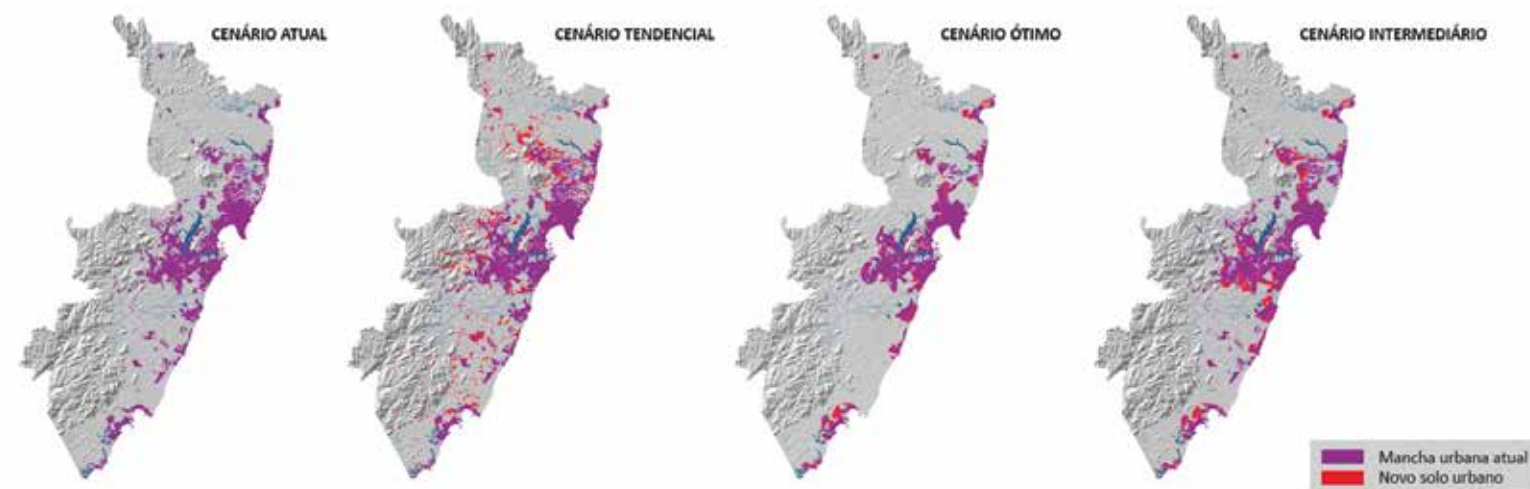 CENÁRIO ATUAL
CENÁRIO TENDENCIAL
CENÁRIO ÓTIMO
CENÁRIO INTERMEDIÁRIO
Mancha urbana atual
Novo solo urbano